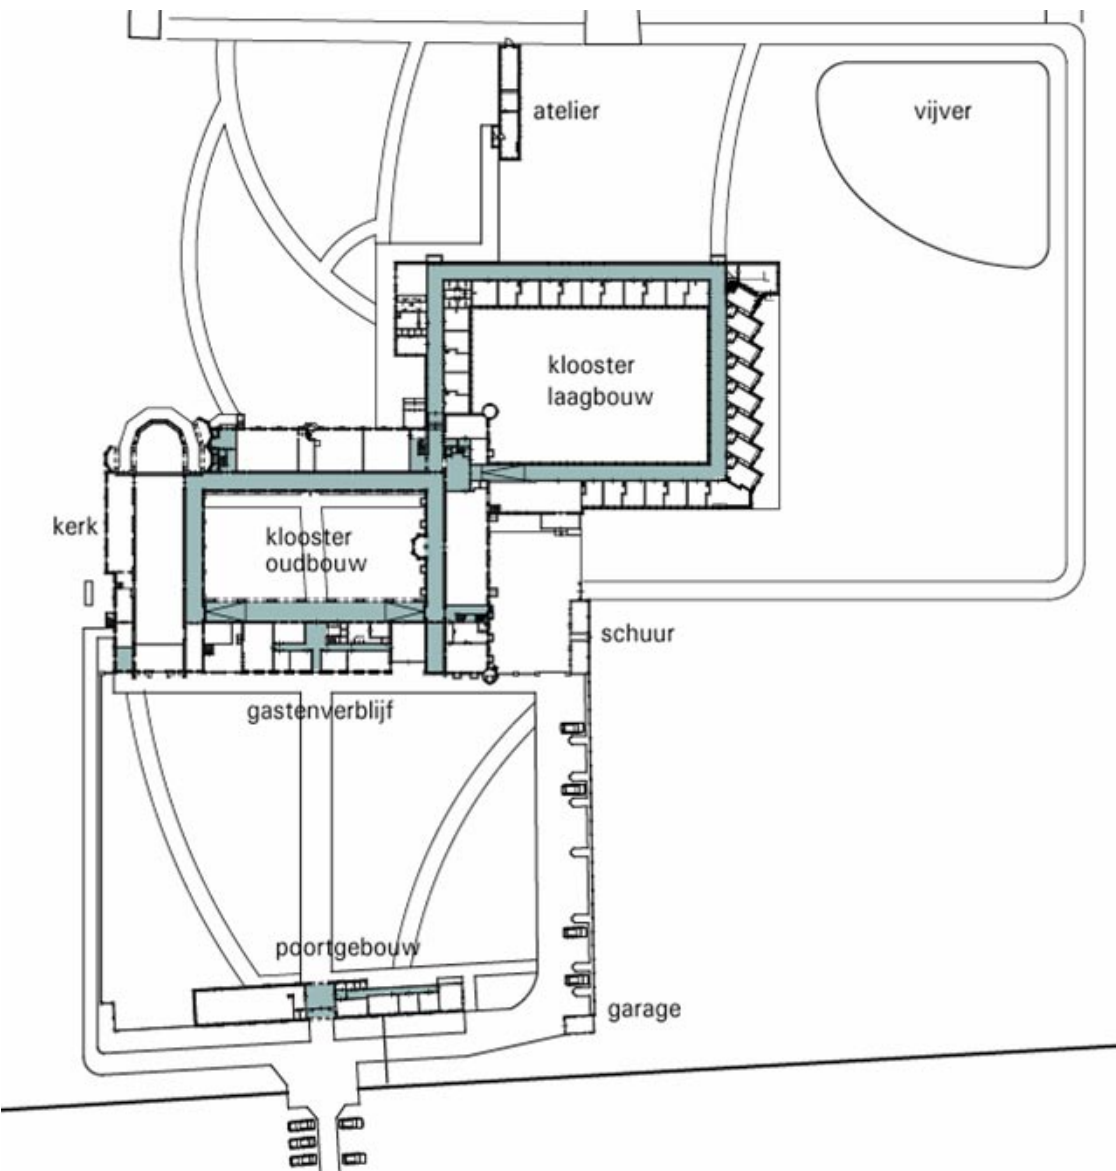 atelier
vijver
klooster
laagbouw
kerk
klooster
oudbouw
schuur
gastenverblijf
poortgebouw
garage